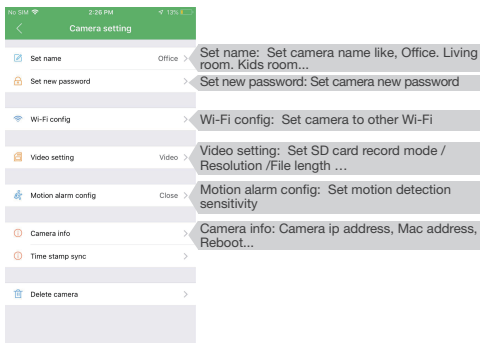 No SIM 2:26 PM 13%
Camera setting
Set name Office
Set name: Set camera name like, Office. Living
room. Kids room...
Set new password
Set new password: Set camera new password
Wi-Fi config
Wi-Fi config: Set camera to other Wi-Fi
Video setting Video
Video setting: Set SD card record mode /
Resolution /File length …
Motion alarm config Close
Motion alarm config: Set motion detection
sensitivity
Camera info
Camera info: Camera ip address, Mac address,
Reboot...
Time stamp sync
Delete camera